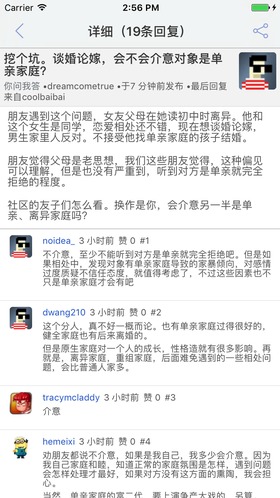 Carrier 2:56 PM
详细（19条回复）
挖个坑。谈婚论嫁，会不会介意对象是单
亲家庭？
你问我答 •dreamcometrue •于7 分钟前发布 •最后回复
来自coolbaibai
朋友遇到这个问题，女友父母在她读初中时离异。他和
这个女生是同学，恋爱相处还不错，现在想谈婚论嫁，
男生家里人反对。不接受他找单亲家庭的孩子结婚。
朋友觉得父母是老思想，我们这些朋友觉得，这种偏见
可以理解，但是也没有严重到，听到对方是单亲就完全
拒绝的程度。
社区的友子们怎么看。换作是你，会介意另一半是单
亲、离异家庭吗？
noidea_ 3 小时前 赞 0 #1
不介意，至少不能听到对方是单亲就完全拒绝吧。但是如
果相处中，发现对象有单亲家庭导致的家暴倾向，对感情
过度质疑不信任态度，就值得考虑了，不过这些因素也不
只是单亲家庭才会有吧
dwang210 3 小时前 赞 0 #2
这个分人，真不好一概而论。也有单亲家庭过得很好的，
健全家庭也有后来离婚的。
但是原生家庭对一个人的成长，性格造就有很多影响。再
就是，离异家庭，重组家庭，后面难免遇到的一些相处问
题，会比普通人家多。
tracymcladdy 3 小时前 赞 0 #3
介意
hemeixi 3 小时前 赞 0 #4
劝朋友都说不介意，如果是我自己，我多少会介意。因为
我自己家庭和睦，知道正常的家庭氛围是怎样，遇到问题
会怎样处理才最好，如果对方没有这方面的熏陶，我会担
心。
当然，单亲家庭的富二代，要上演争产大戏的，另算